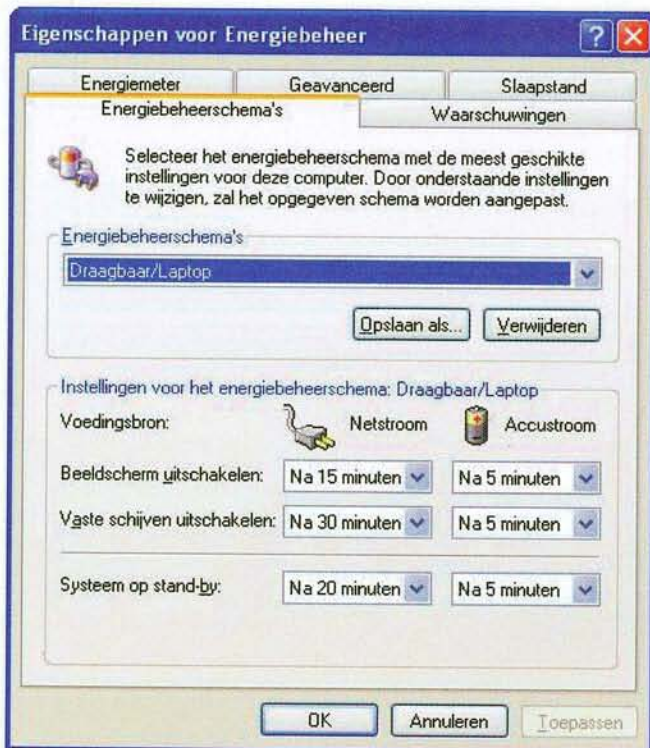 Eigenschappen voor Energiebeheer
Energiemeter Geavanceerd Slaapstand
Energiebeheerschema's Waarschuwingen
Selecteer het energiebeheerschema met de meest geschikte
instellingen voor deze computer. Door onderstaande instellingen
te wijzigen, zal het opgegeven schema worden aangepast.
Energiebeheerschema's
Draagbaar/Laptop
Opslaan als... Verwijderen
Instellingen voor het energiebeheerschema: Draagbaar/Laptop
Voedingsbron: Netstroom Accustroom
Beeldscherm uitschakelen: Na 15 minuten Na 5 minuten
Vaste schijven uitschakelen: Na 30 minuten Na 5 minuten
Systeem op stand-by: Na 20 minuten Na 5 minuten
OK Annuleren Toepassen